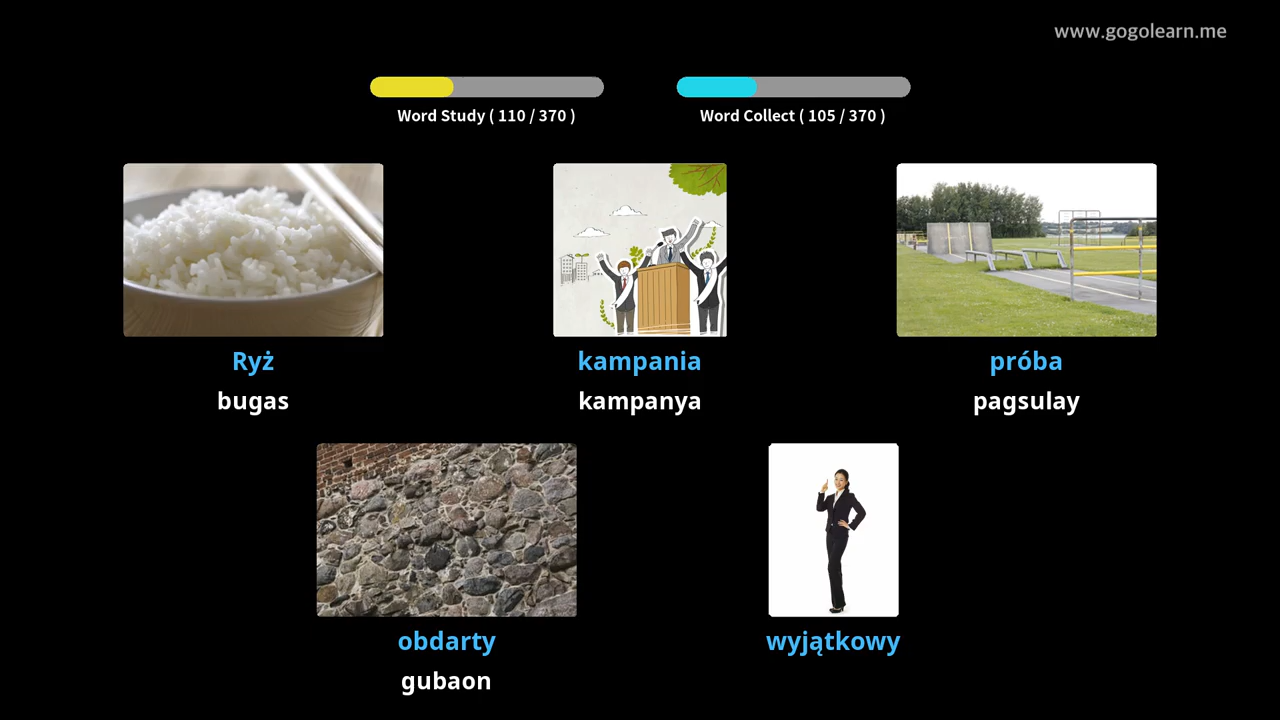 www.gogolearn.me
Word Study ( 110 / 370 )
Word Collect ( 105 / 370 )
Ryż
bugas
kampania
kampanya
próba
pagsulay
obdarty
gubaon
wyjątkowy